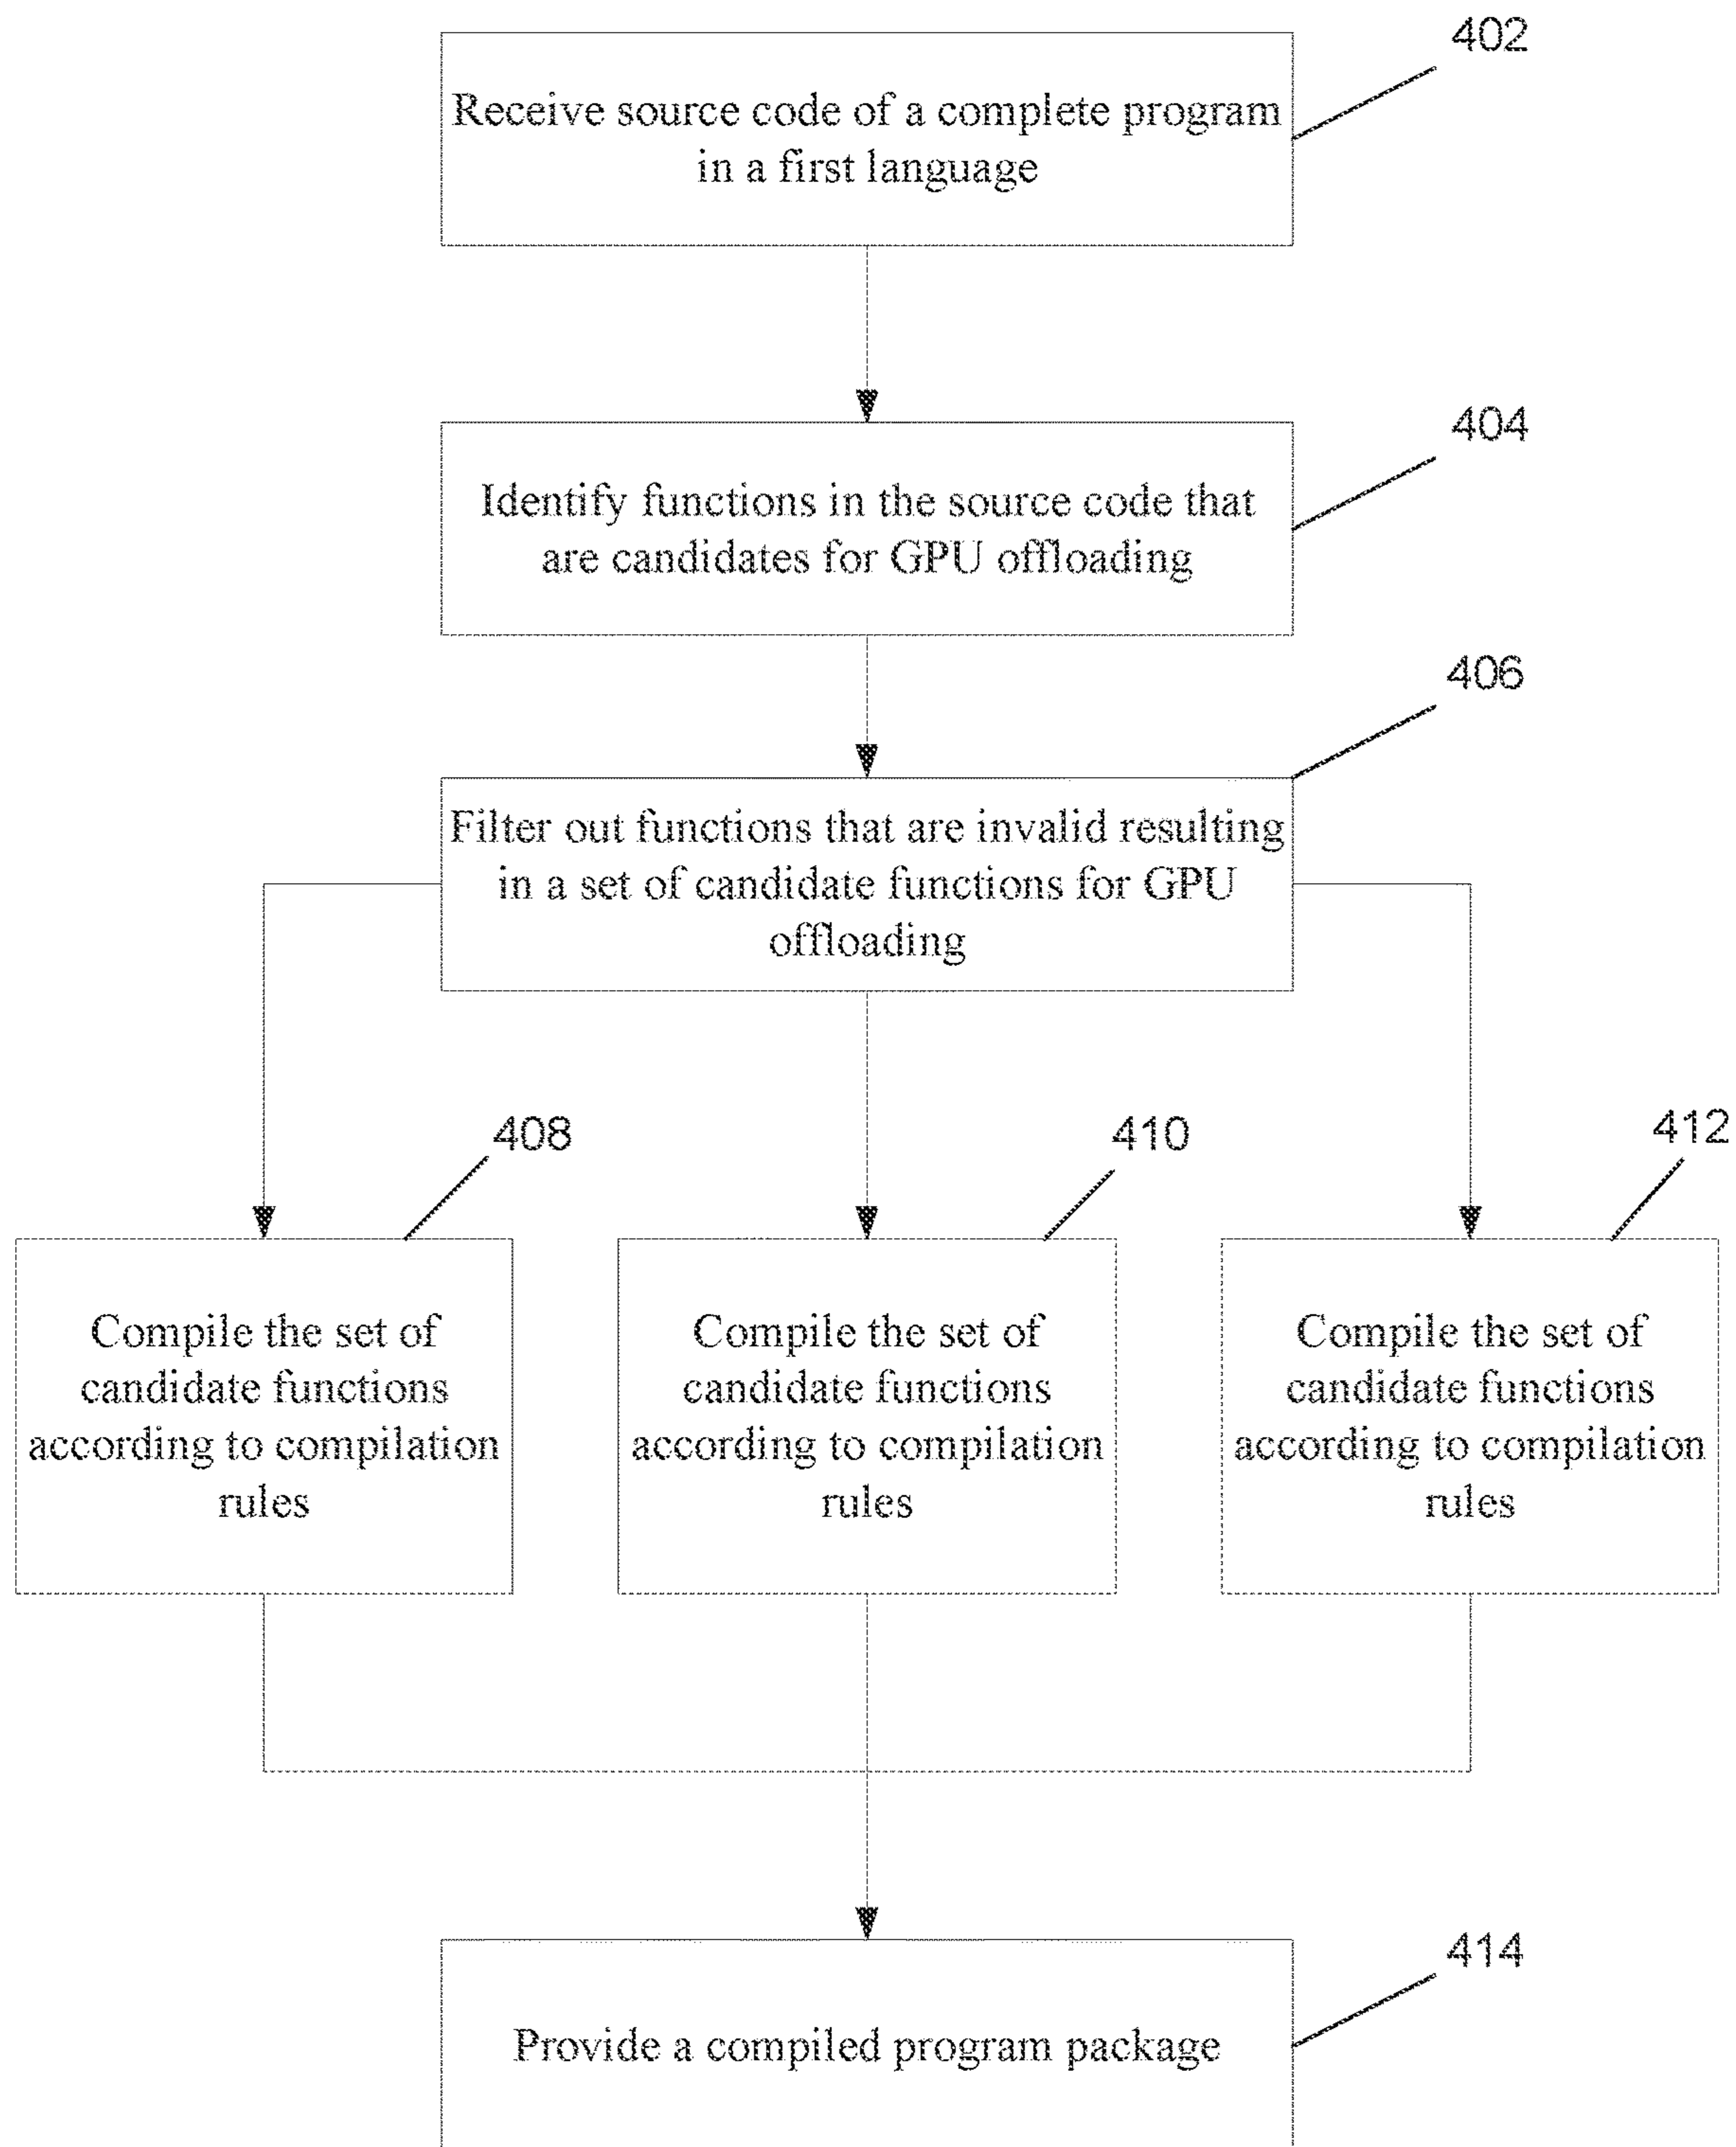 402
Receive source code of a complete program
in a first language
404
Identify functions in the source code that
are candidates for GPU offloading
406
Filter out functions that are invalid resulting
in a set of candidate functions for GPU
offloading
408
Compile the set of
candidate functions
according to compilation
rules
410
Compile the set of
candidate functions
according to compilation
rules
412
Compile the set of
candidate functions
according to compilation
rules
414
Provide a compiled program package